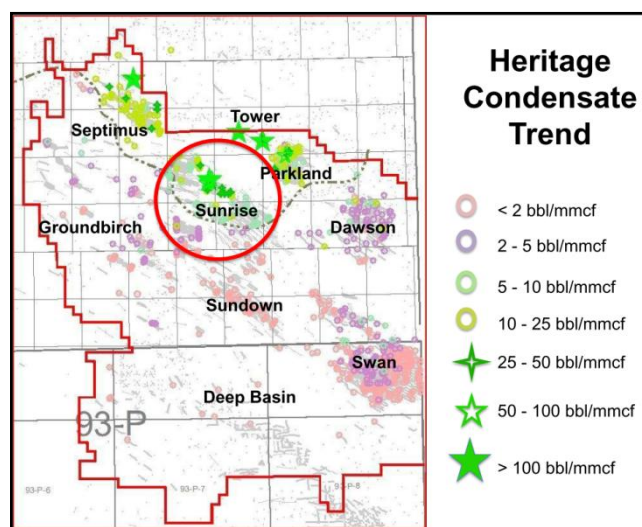 Heritage
Condensate
Trend
Septimus
Tower
Parkland
Sunrise
Groundbirch
Dawson
Sundown
Swan
Deep Basin
93-P
93-P-6
93-P-7
93-P-8
< 2 bbl/mmcf
2 - 5 bbl/mmcf
5 - 10 bbl/mmcf
10 - 25 bbl/mmcf
25 - 50 bbl/mmcf
50 - 100 bbl/mmcf
> 100 bbl/mmcf